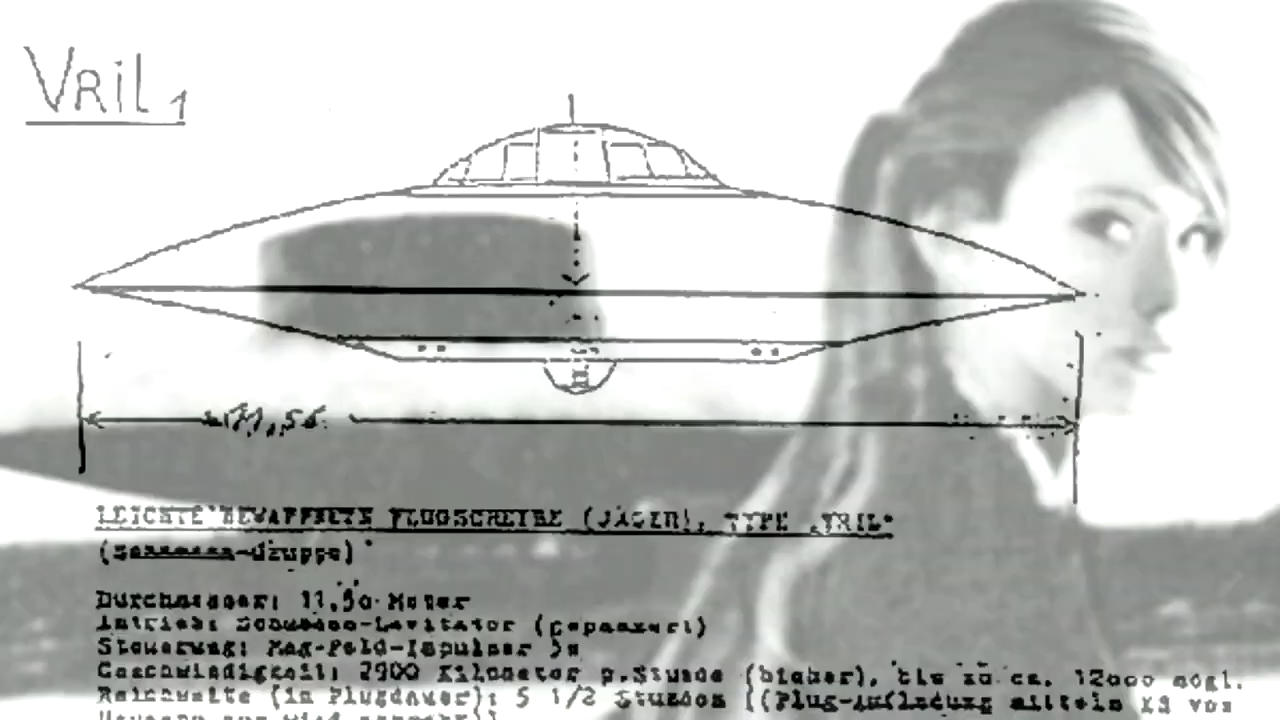 VRiL 1
LEICHTE BEWAFFNETE FLUGSCHEIBE (JÄGER), TYPE „VRIL"
-Gruppe)
Durchmesser: 11,50 Meter
Antrieb: Schumann-Levitator (gepanzert)
Steuerung: Mag-Feld-Impulser
Geschwindigkeit: 2900 Kilometer p.Stunde (bisher), bis zu ca. 12000 mögl.
Reichweite (in Flugdauer): 5 1/2 Stunden